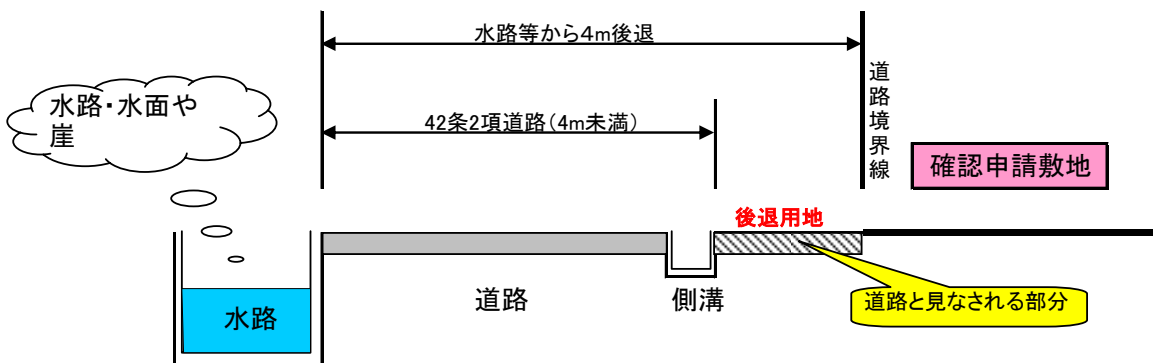 水路等から4m後退
水路・水面や
崖
42条2項道路(4m未満)
道路境界線
確認申請敷地
後退用地
道路と見なされる部分
水路
道路
側溝